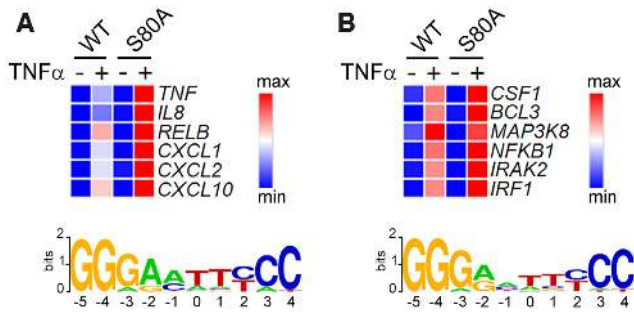 A
WT S80A
TNFα - + - +
TNF
IL8
RELB
CXCL1
CXCL2
CXCL10
max
min
2
1
0
bits
GGGAATTCCC
-5 -4 -3 -2 -1 0 1 2 3 4
B
WT S80A
TNFα - + - +
CSF1
BCL3
MAP3K8
NFKB1
IRAK2
IRF1
max
min
2
1
0
bits
GGGAATTCCC
-5 -4 -3 -2 -1 0 1 2 3 4